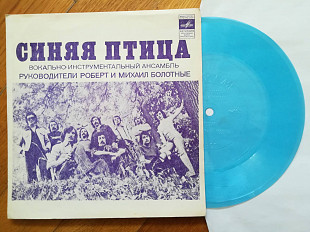 СИНЯЯ ПТИЦА
ВОКАЛЬНО-ИНСТРУМЕНТАЛЬНЫЙ АНСАМБЛЬ
РУКОВОДИТЕЛИ РОБЕРТ И МИХАИЛ БОЛОТНЫЕ